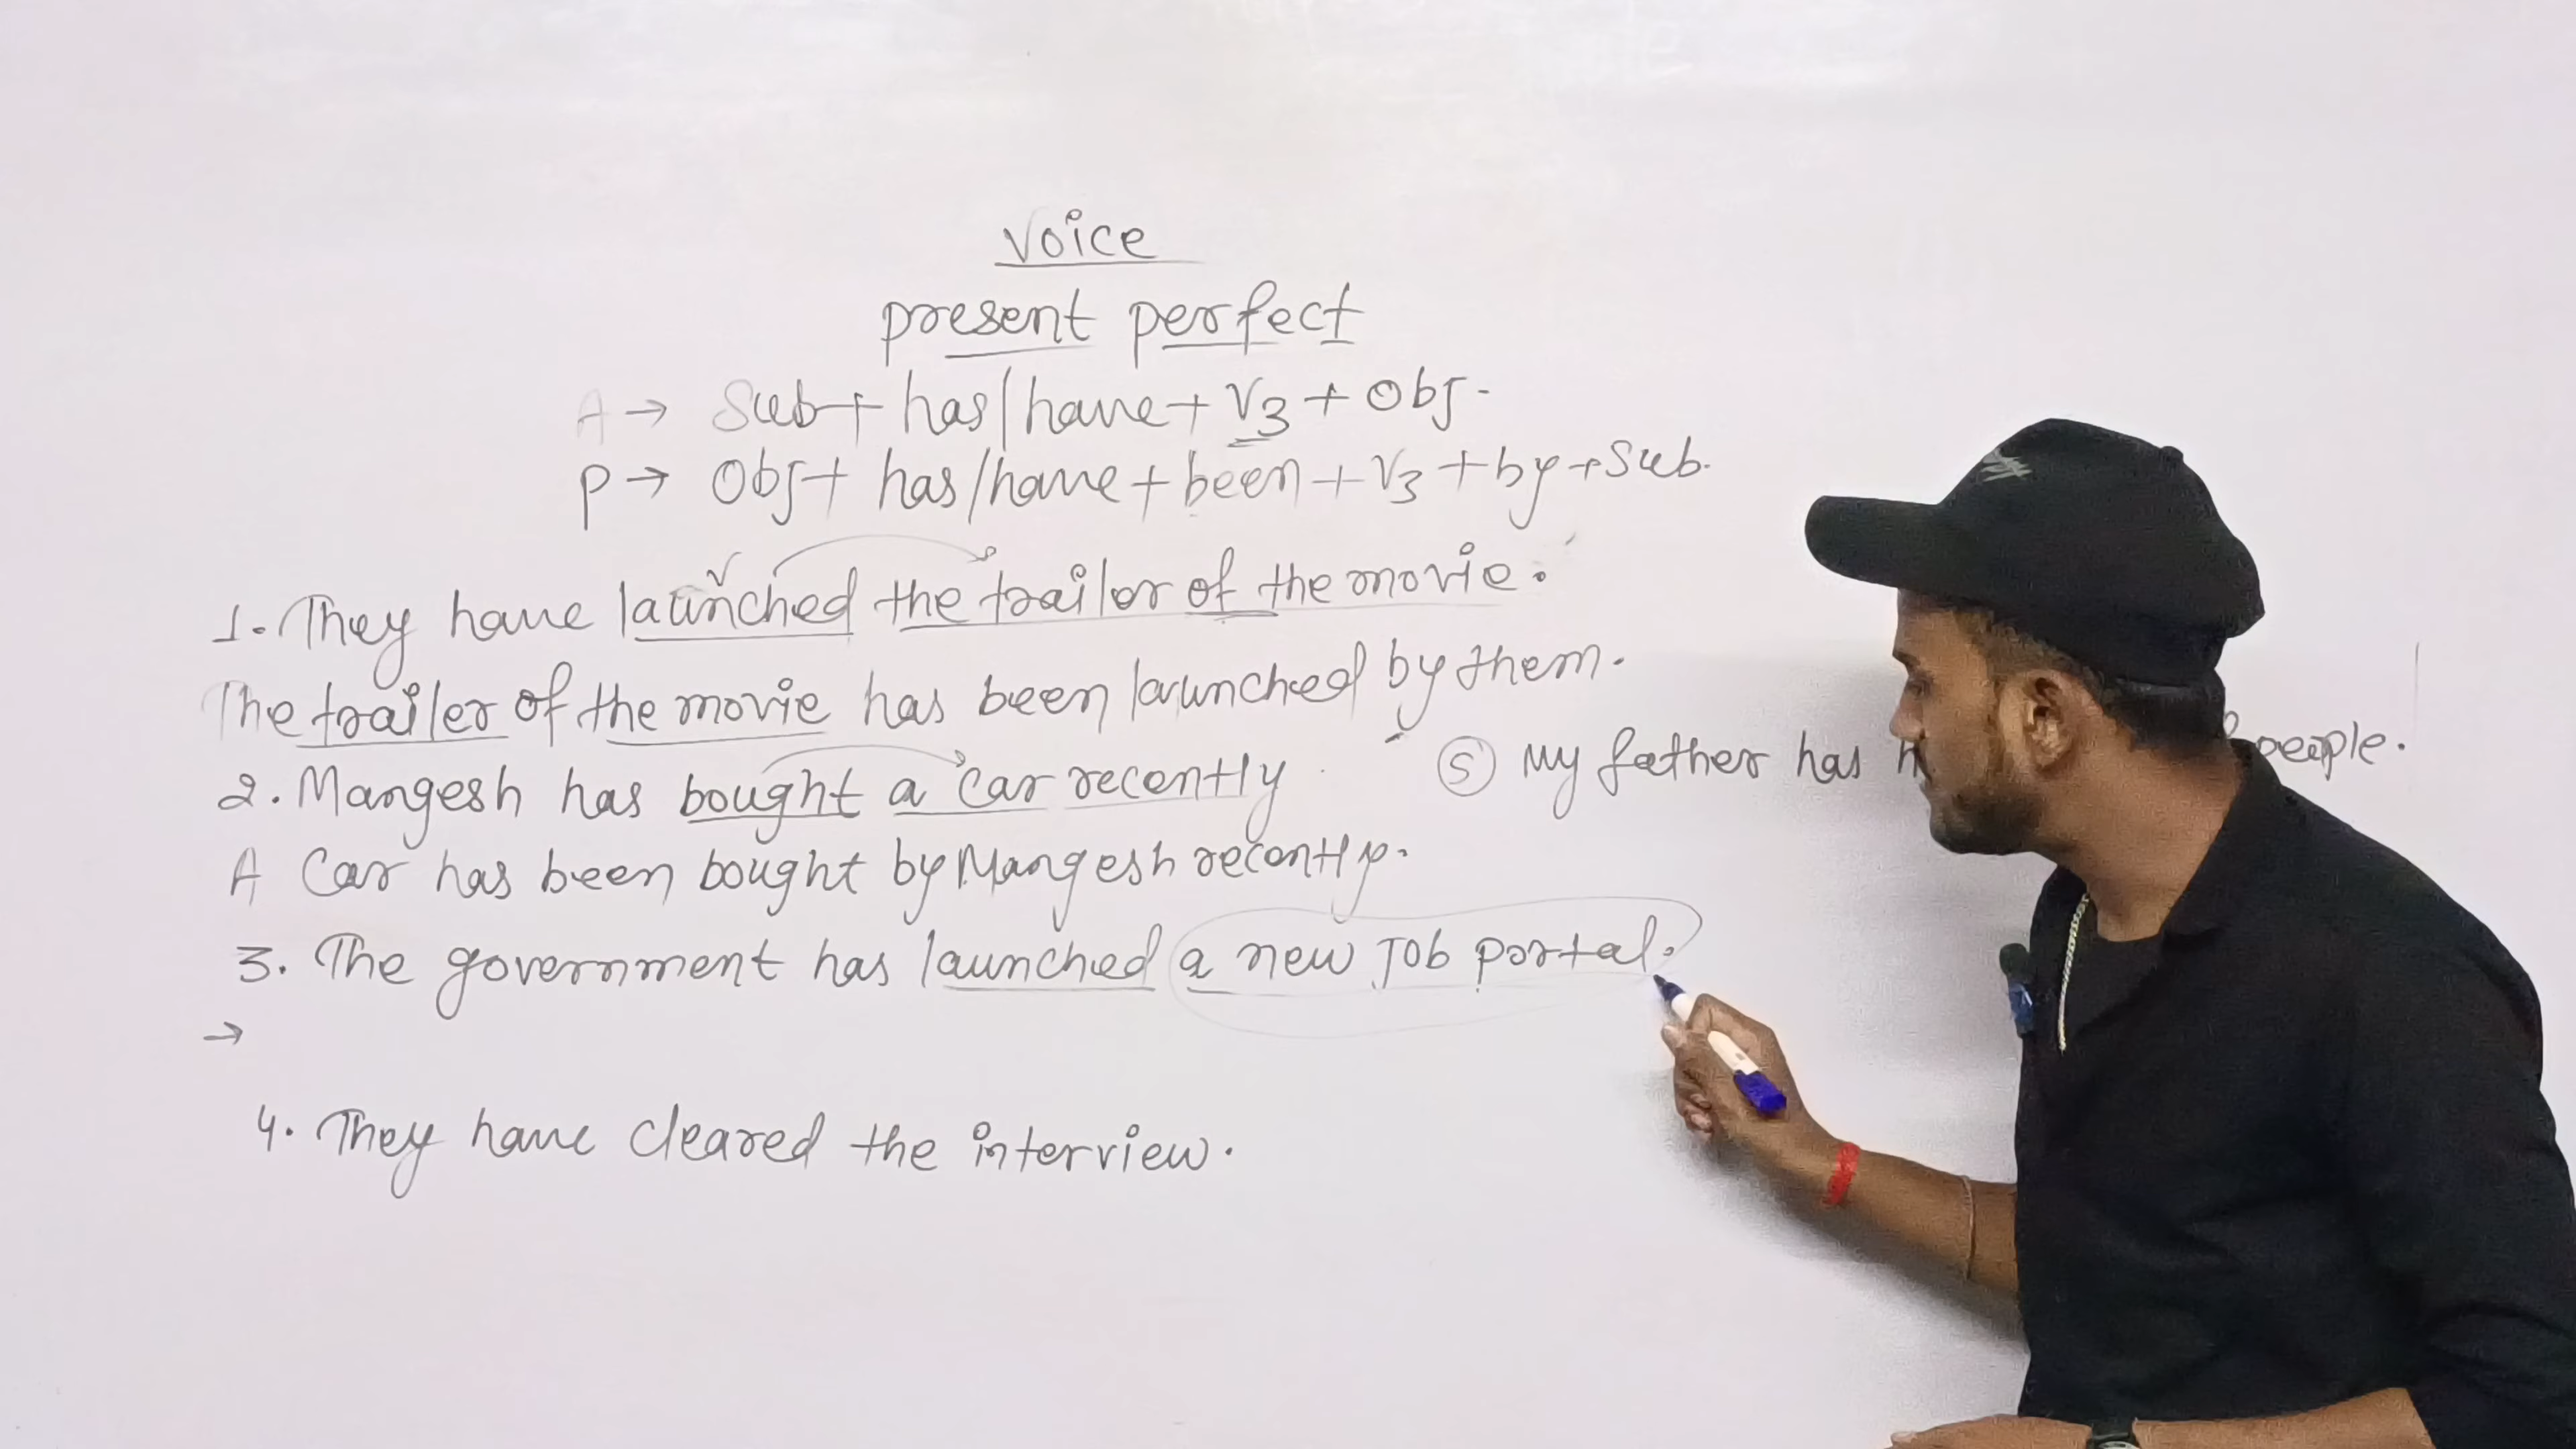 Voice
present perfect
A → Sub + has/have + V3 + Obj.
P → Obj + has/have + been + V3 + by + Sub.
1. They have launched the trailor of the movie.
The trailer of the movie has been launched by them.
2. Mangesh has bought a car recently
A Car has been bought by Mangesh recently.
3. The government has launched a new Job portal.
→
4. They have cleared the interview.
5 My father has people.